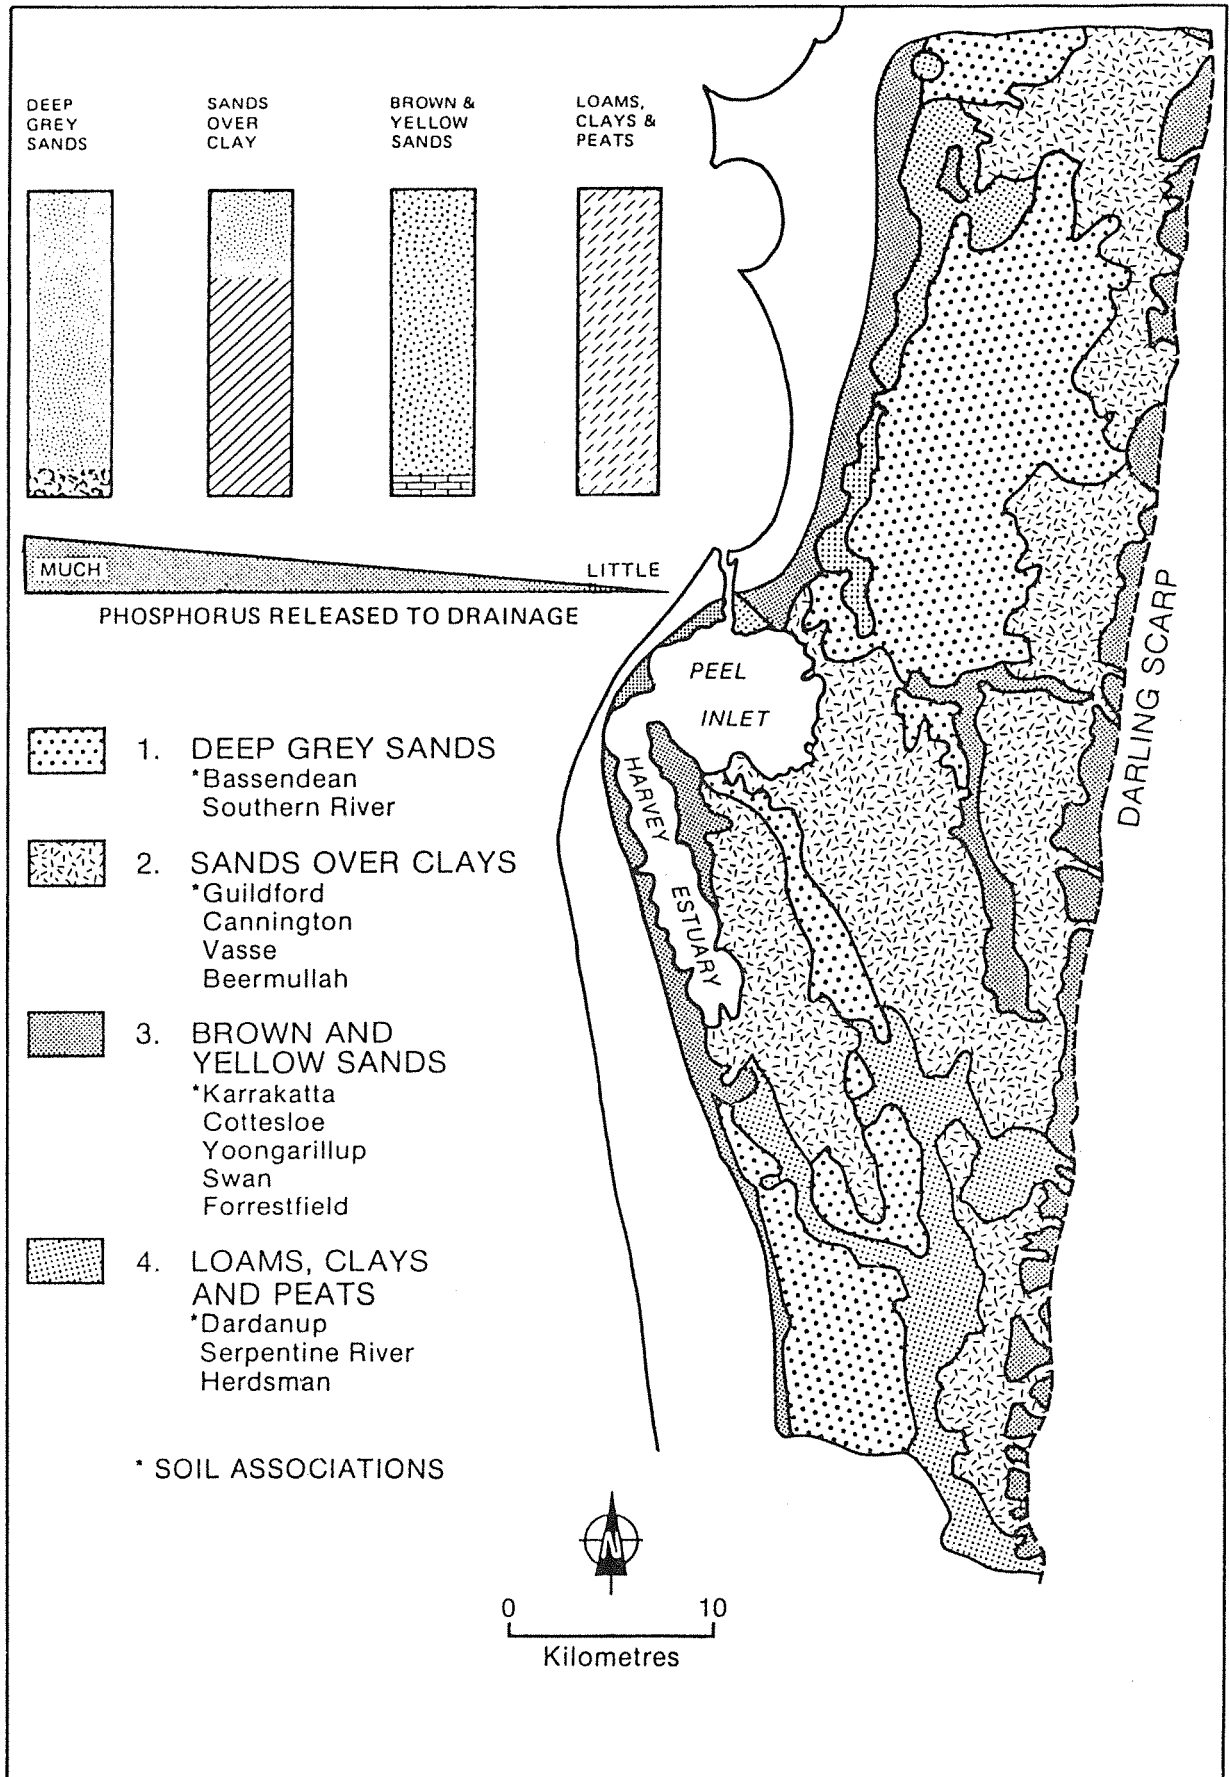 DEEP
GREY
SANDS
SANDS
OVER
CLAY
BROWN &
YELLOW
SANDS
LOAMS,
CLAYS &
PEATS
MUCH
LITTLE
PHOSPHORUS RELEASED TO DRAINAGE
1. DEEP GREY SANDS
*Bassendean
Southern River
2. SANDS OVER CLAYS
*Guildford
Cannington
Vasse
Beermullah
3. BROWN AND
YELLOW SANDS
*Karrakatta
Cottesloe
Yoongarillup
Swan
Forrestfield
4. LOAMS, CLAYS
AND PEATS
*Dardanup
Serpentine River
Herdsman
* SOIL ASSOCIATIONS
PEEL
INLET
HARVEY
ESTUARY
DARLING SCARP
N
0 10
Kilometres